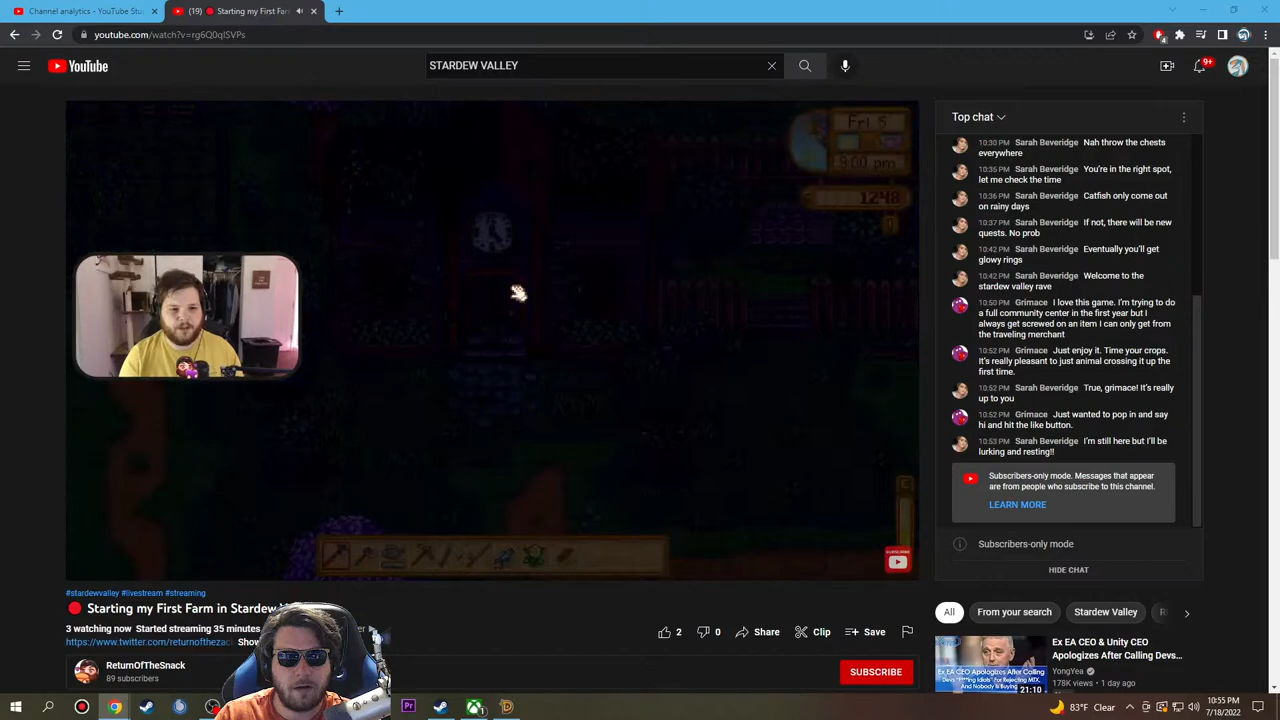 Channel analytics - YouTube Stu
(19) Starting my First Far
youtube.com/watch?v=rg6Q0qISVPs
YouTube
STARDEW VALLEY
9+
Fri. 5
9:00 pm
1248
E
SUBSCRIBE
Top chat
10:30 PM Sarah Beveridge Nah throw the chests
everywhere
10:35 PM Sarah Beveridge You're in the right spot,
let me check the time
10:36 PM Sarah Beveridge Catfish only come out
on rainy days
10:37 PM Sarah Beveridge If not, there will be new
quests. No prob
10:42 PM Sarah Beveridge Eventually you'll get
glowy rings
10:42 PM Sarah Beveridge Welcome to the
stardew valley rave
10:50 PM Grimace I love this game. I'm trying to do
a full community center in the first year but I
always get screwed on an item I can only get from
the traveling merchant
10:52 PM Grimace Just enjoy it. Time your crops.
It's really pleasant to just animal crossing it up the
first time.
10:52 PM Sarah Beveridge True, grimace! It's really
up to you
10:52 PM Grimace Just wanted to pop in and say
hi and hit the like button.
10:53 PM Sarah Beveridge I'm still here but I'll be
lurking and resting!!
Subscribers-only mode. Messages that appear
are from people who subscribe to this channel.
LEARN MORE
Subscribers-only mode
HIDE CHAT
#stardewvalley #livestream #streaming
Starting my First Farm in Stardew
3 watching now Started streaming 35 minutes
https://www.twitter.com/returnofthezac
2
0
Share
Clip
Save
ReturnOfTheSnack
89 subscribers
SUBSCRIBE
All
From your search
Stardew Valley
Ex EA CEO & Unity CEO
Apologizes After Calling Devs...
YongYea
178K views • 1 day ago
21:10
Pr
83°F Clear
10:55 PM
7/18/2022